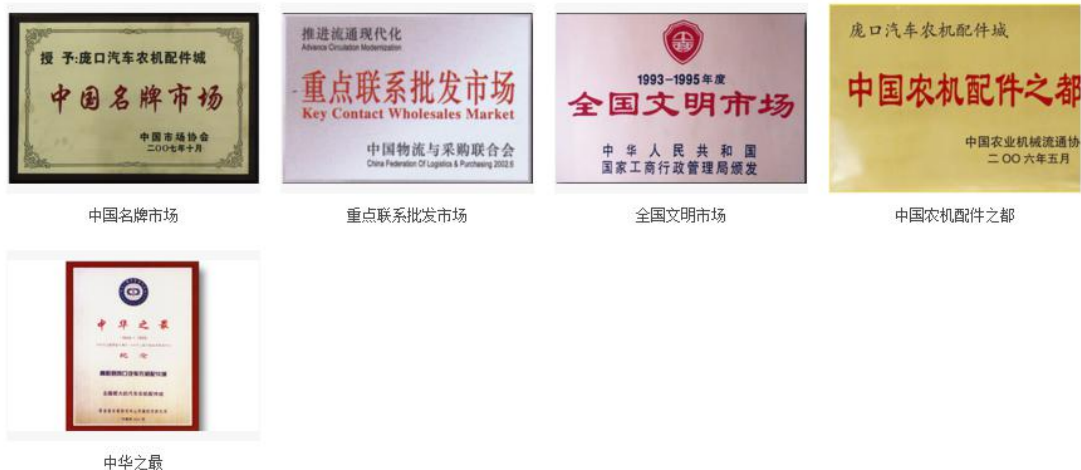 授 予:庞口汽车农机配件城
中国名牌市场
中国市场协会
二〇〇七年十月
中国名牌市场
推进流通现代化
Advance Circulation Modernization
重点联系批发市场
Key Contact Wholesales Market
中国物流与采购联合会
China Federation Of Logistics & Purchasing 2002.6
重点联系批发市场
1993-1995年度
全国文明市场
中华人民共和国
国家工商行政管理局颁发
全国文明市场
庞口汽车农机配件城
中国农机配件之都
中国农业机械流通协
二〇〇六年五月
中国农机配件之都
中华之最
中华之最